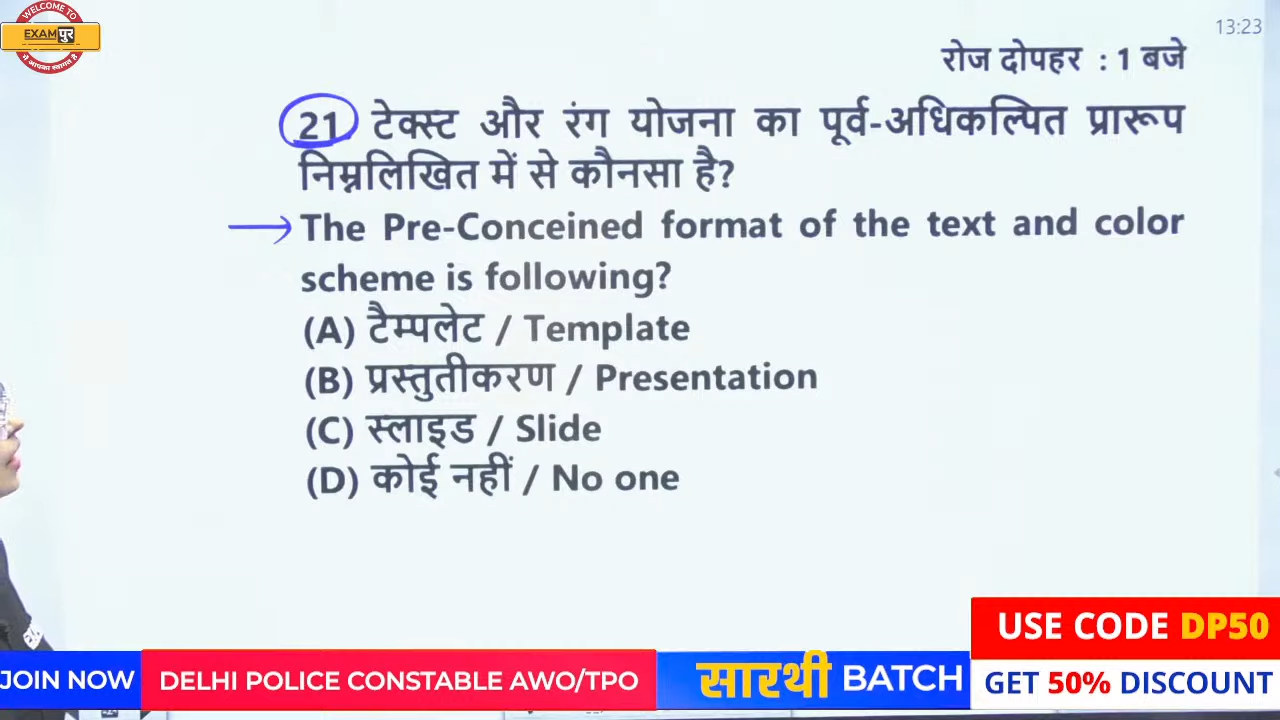 WELCOME TO
EXAMपुर
में आपका स्वागत है
13:23
रोज दोपहर : 1 बजे
21. टेक्स्ट और रंग योजना का पूर्व-अधिकल्पित प्रारूप
निम्नलिखित में से कौनसा है?
The Pre-Conceined format of the text and color
scheme is following?
(A) टैम्पलेट / Template
(B) प्रस्तुतीकरण / Presentation
(C) स्लाइड / Slide
(D) कोई नहीं / No one
USE CODE DP50
JOIN NOW DELHI POLICE CONSTABLE AWO/TPO सारथी BATCH GET 50% DISCOUNT